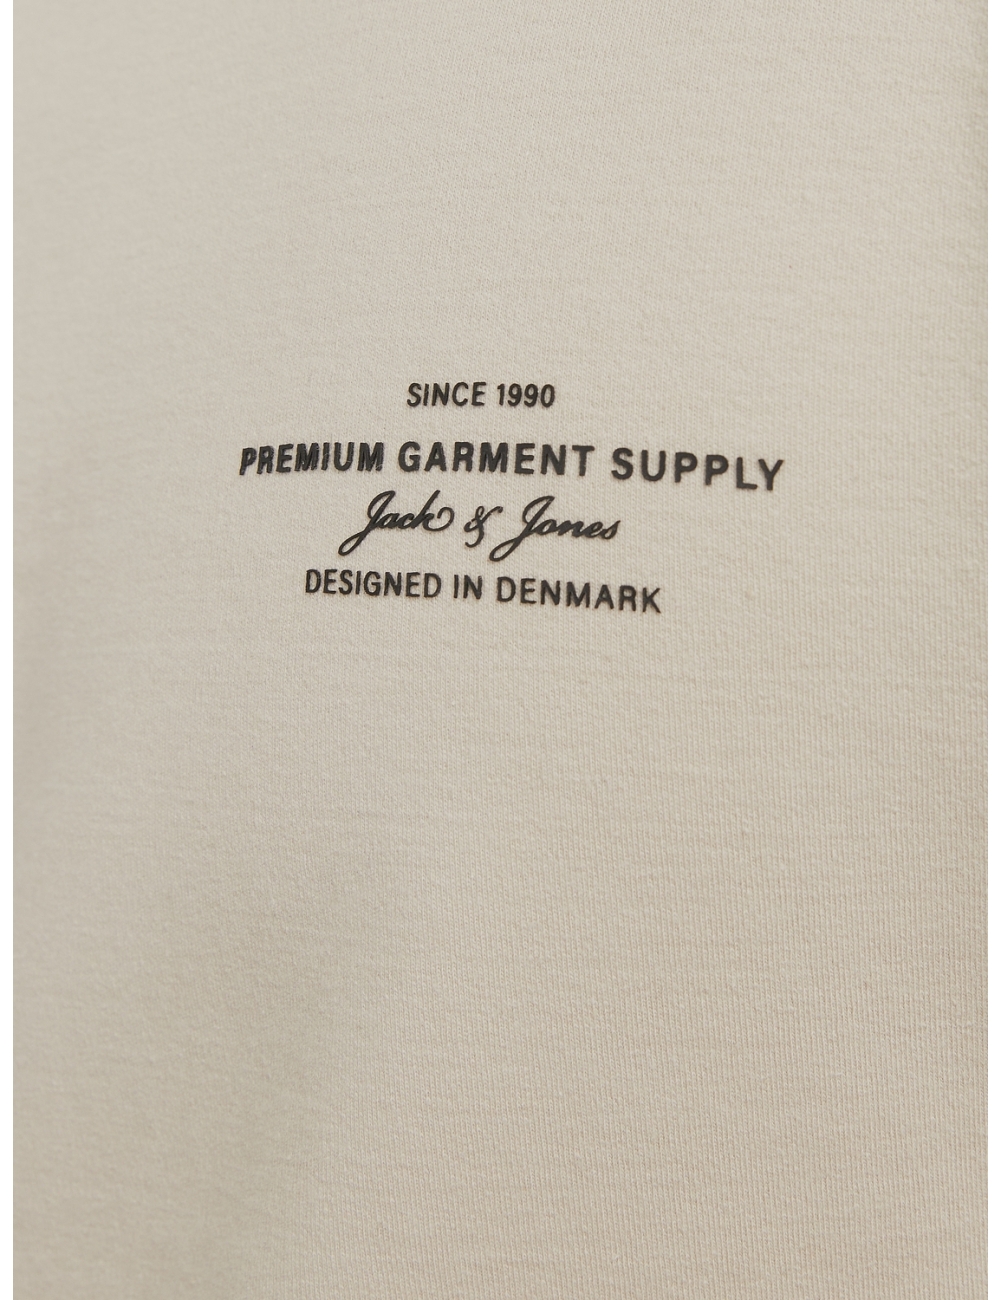 SINCE 1990
PREMIUM GARMENT SUPPLY
Jack & Jones
DESIGNED IN DENMARK